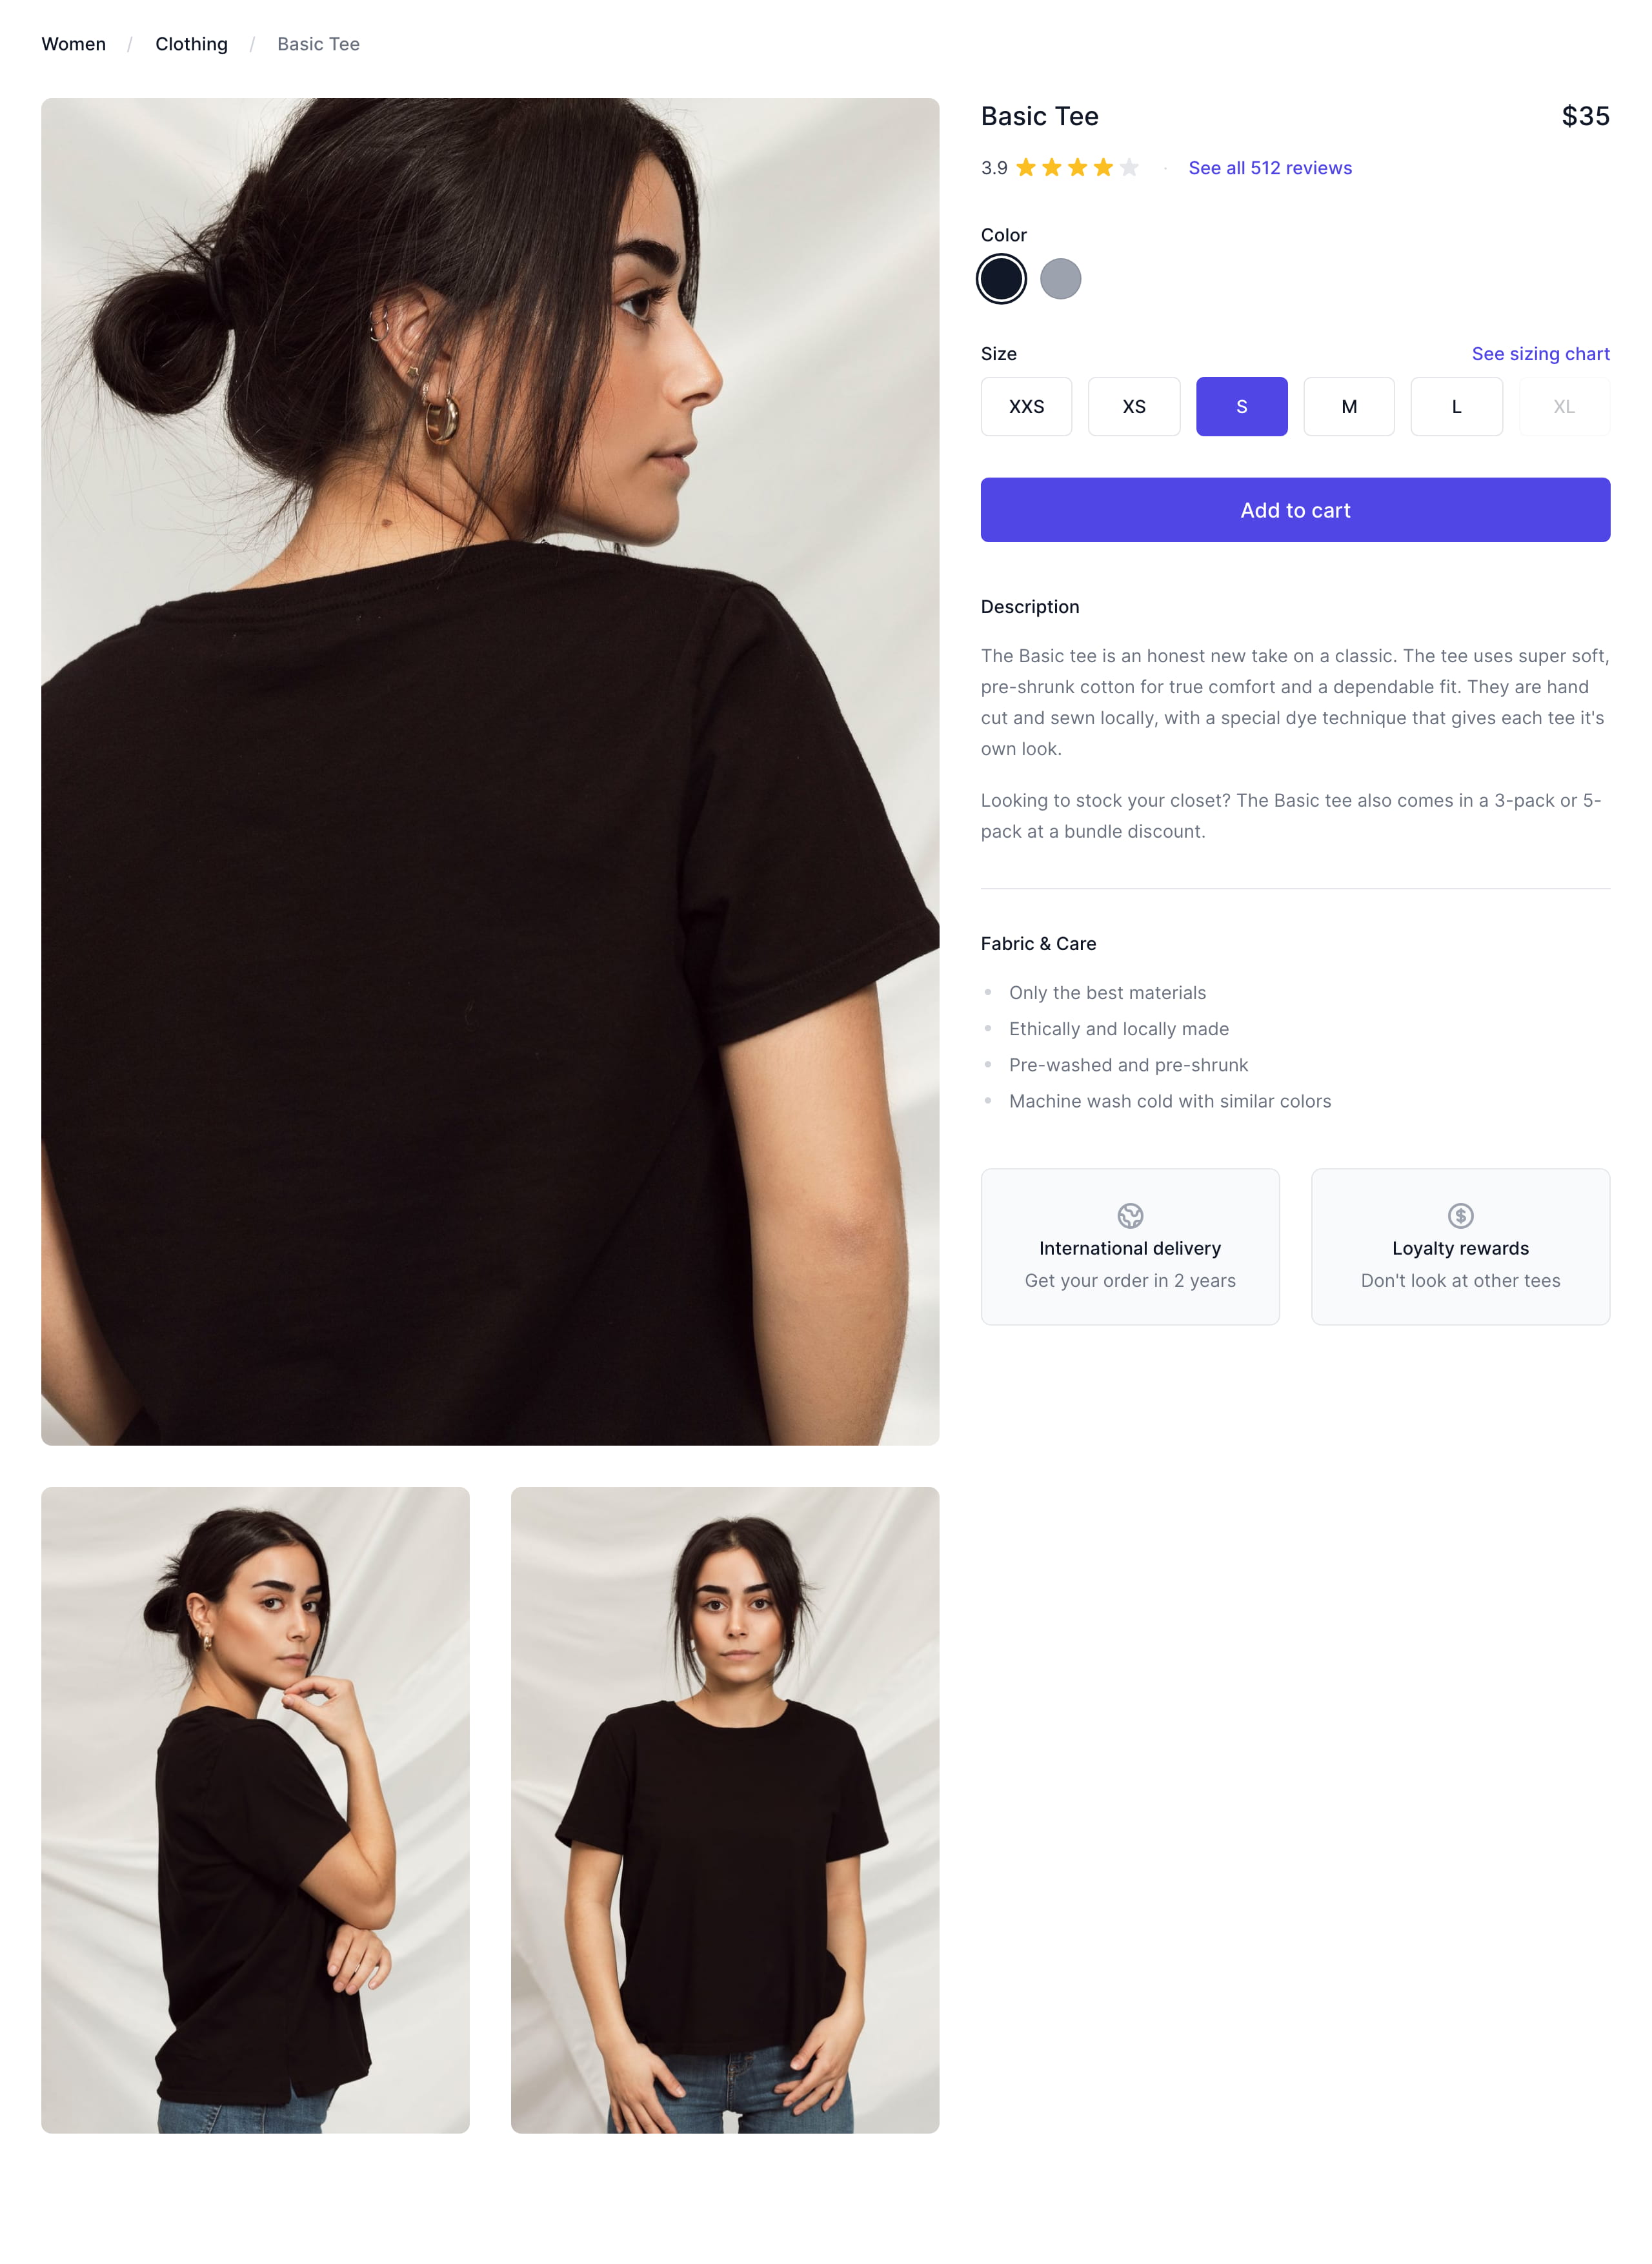 Women / Clothing / Basic Tee
Basic Tee
$35
3.9
· See all 512 reviews
Color
Size
See sizing chart
XXS
XS
S
M
L
XL
Add to cart
Description
The Basic tee is an honest new take on a classic. The tee uses super soft,
pre-shrunk cotton for true comfort and a dependable fit. They are hand
cut and sewn locally, with a special dye technique that gives each tee it's
own look.
Looking to stock your closet? The Basic tee also comes in a 3-pack or 5-
pack at a bundle discount.
Fabric & Care
Only the best materials
Ethically and locally made
Pre-washed and pre-shrunk
Machine wash cold with similar colors
International delivery
Get your order in 2 years
Loyalty rewards
Don't look at other tees